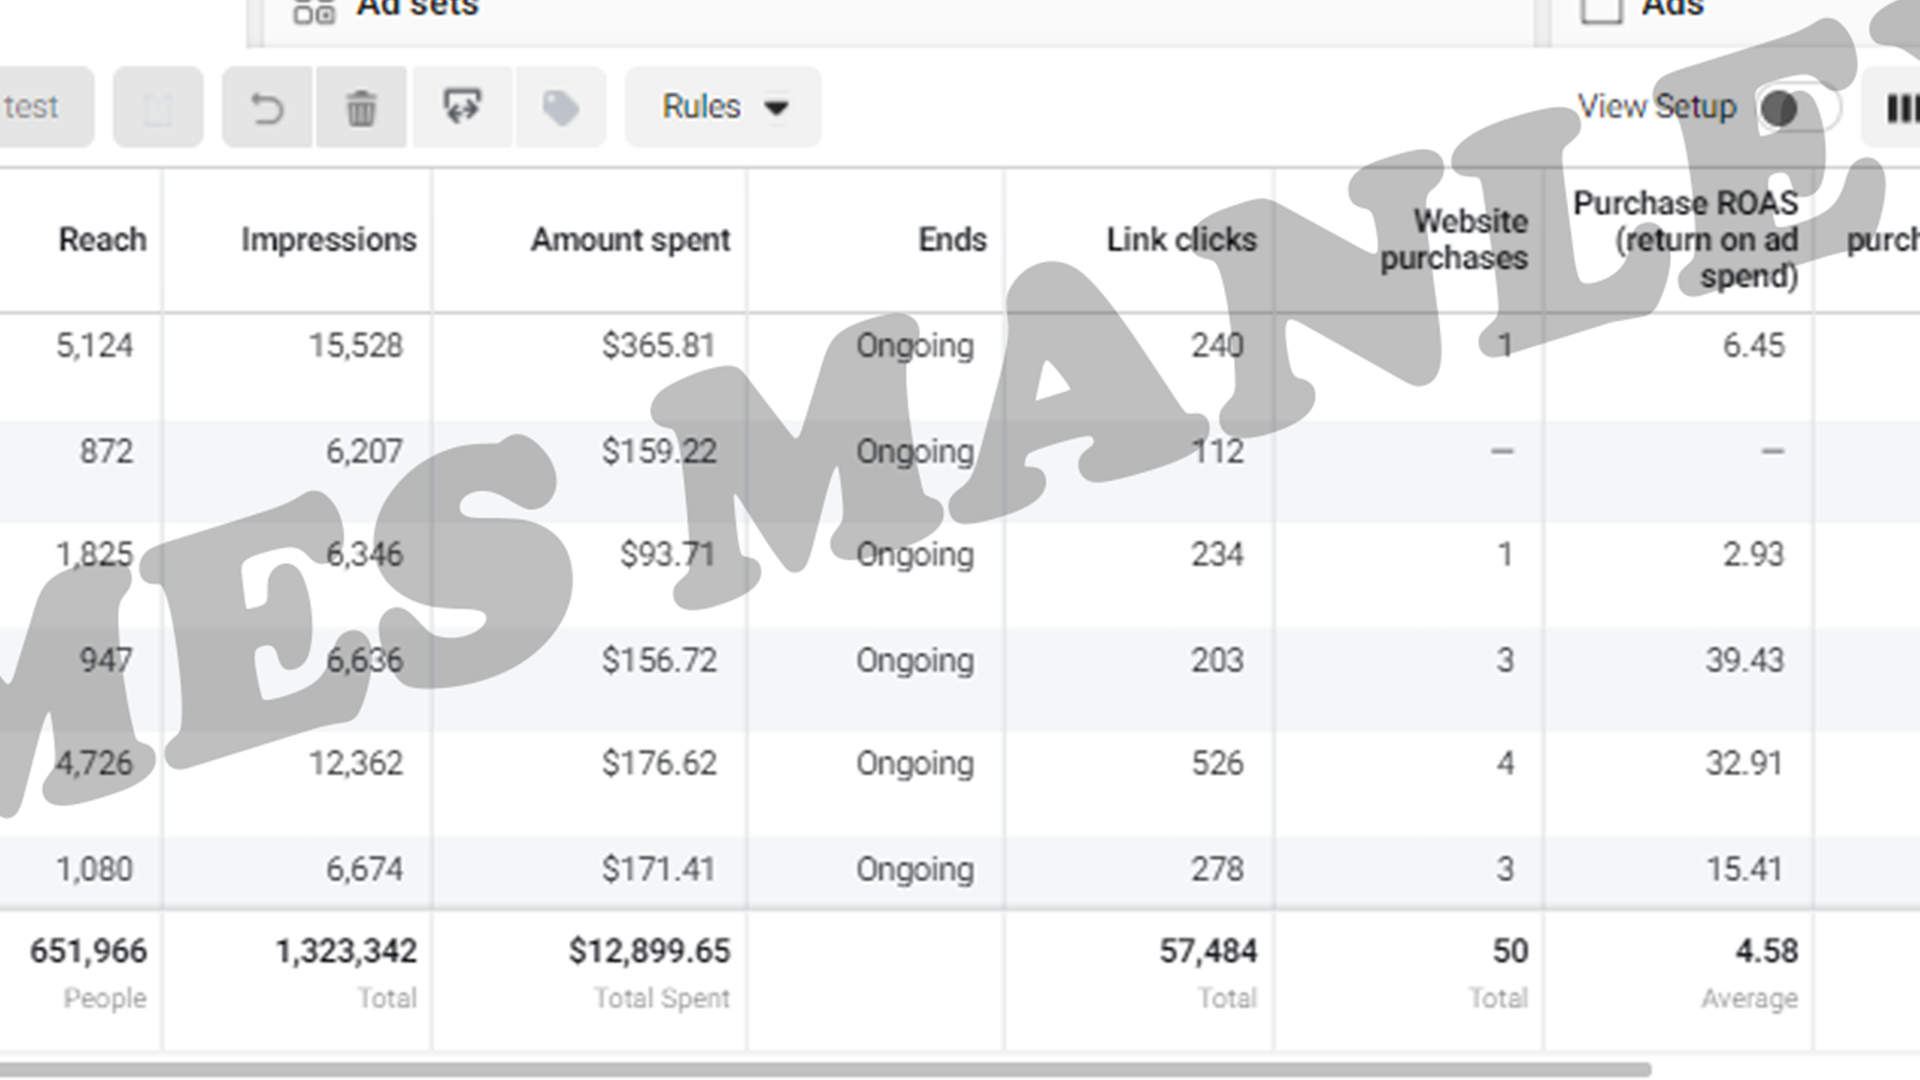 Ad sets Ads
test Rules View Setup
Reach Impressions Amount spent Ends Link clicks Website purchases Purchase ROAS (return on ad spend) purch
5,124 15,528 $365.81 Ongoing 240 1 6.45
872 6,207 $159.22 Ongoing 112 — —
1,825 6,346 $93.71 Ongoing 234 1 2.93
947 6,636 $156.72 Ongoing 203 3 39.43
4,726 12,362 $176.62 Ongoing 526 4 32.91
1,080 6,674 $171.41 Ongoing 278 3 15.41
651,966 1,323,342 $12,899.65 57,484 50 4.58
People Total Total Spent Total Total Average
MES MANLE